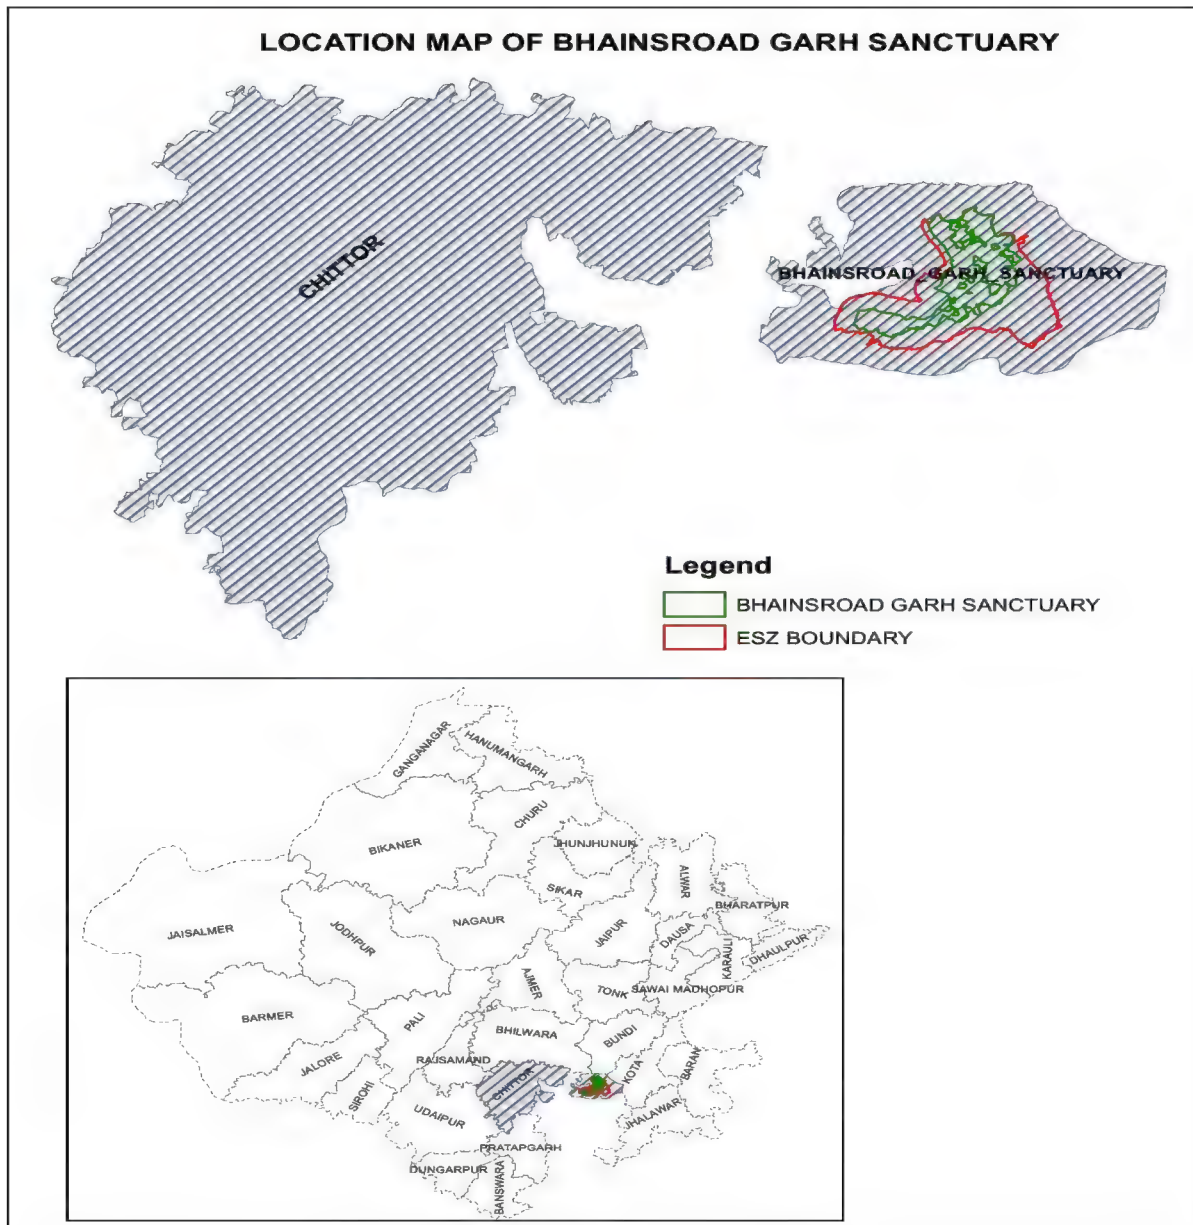 LOCATION MAP OF BHAINSROAD GARH SANCTUARY
CHITTOR
BHAINSROAD GARH SANCTUARY
Legend
BHAINSROAD GARH SANCTUARY
ESZ BOUNDARY
GANGANAGAR
HANUMANGARH
CHURU
BIKANER
JHUNJHUNUN
SIKAR
ALWAR
BHARATPUR
JAISALMER
JODHPUR
NAGAUR
JAIPUR
DAUSA
KARAULI
DHAULPUR
AJMER
TONK
SAWAI MADHOPUR
BARMER
PALI
BHILWARA
BUNDI
JALORE
RAJSAMAND
CHITTOR
KOTA
BARAN
SIROHI
UDAIPUR
JHALAWAR
PRATAPGARH
DUNGARPUR
BANSWARA